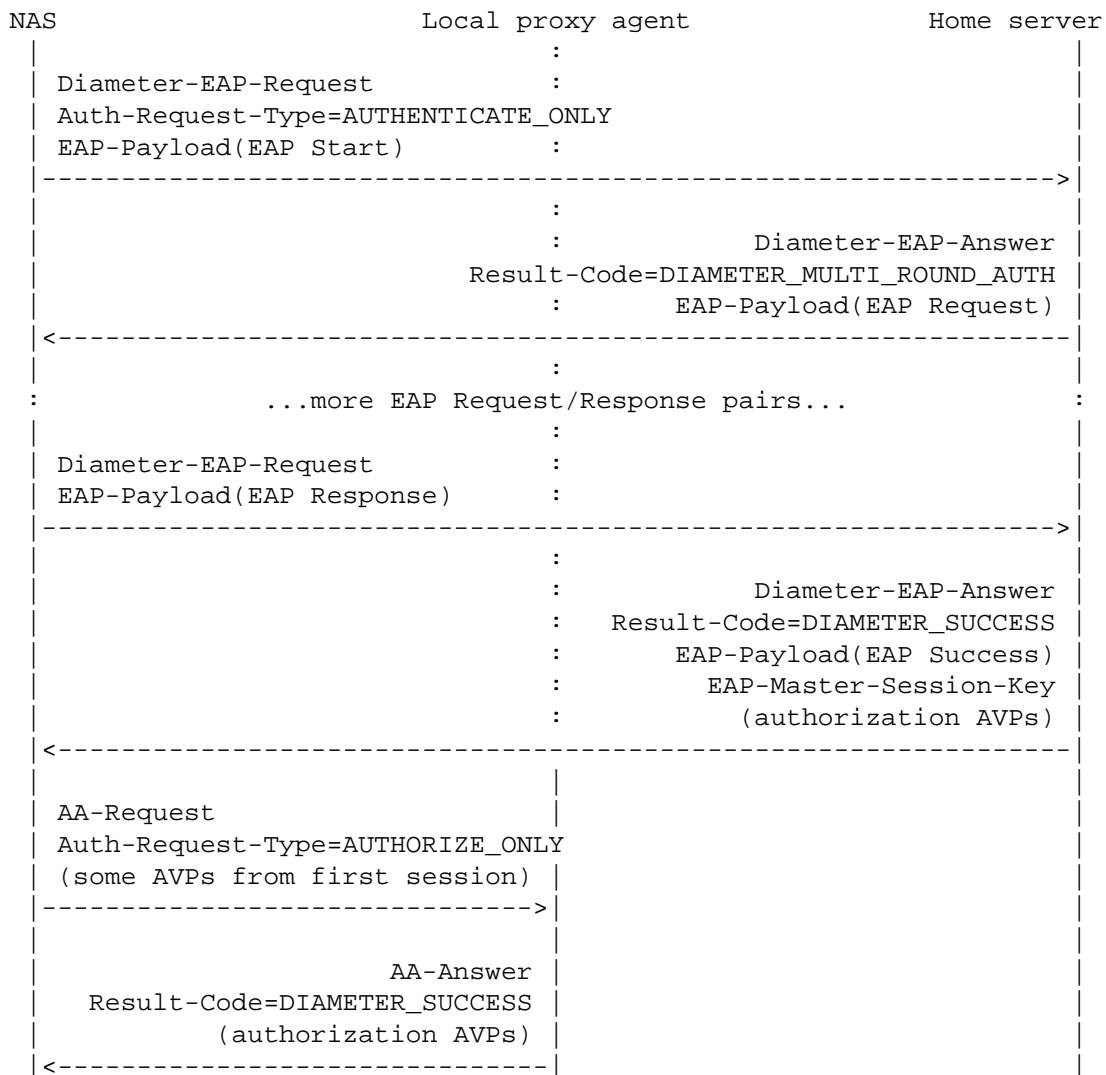 NAS Local proxy agent Home server
Diameter-EAP-Request
Auth-Request-Type=AUTHENTICATE_ONLY
EAP-Payload(EAP Start)
Diameter-EAP-Answer
Result-Code=DIAMETER_MULTI_ROUND_AUTH
EAP-Payload(EAP Request)
...more EAP Request/Response pairs...
Diameter-EAP-Request
EAP-Payload(EAP Response)
Diameter-EAP-Answer
Result-Code=DIAMETER_SUCCESS
EAP-Payload(EAP Success)
EAP-Master-Session-Key
(authorization AVPs)
AA-Request
Auth-Request-Type=AUTHORIZE_ONLY
(some AVPs from first session)
AA-Answer
Result-Code=DIAMETER_SUCCESS
(authorization AVPs)